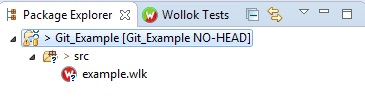 Package Explorer Wollok Tests
> Git_Example [Git_Example NO-HEAD]
> src
example.wlk